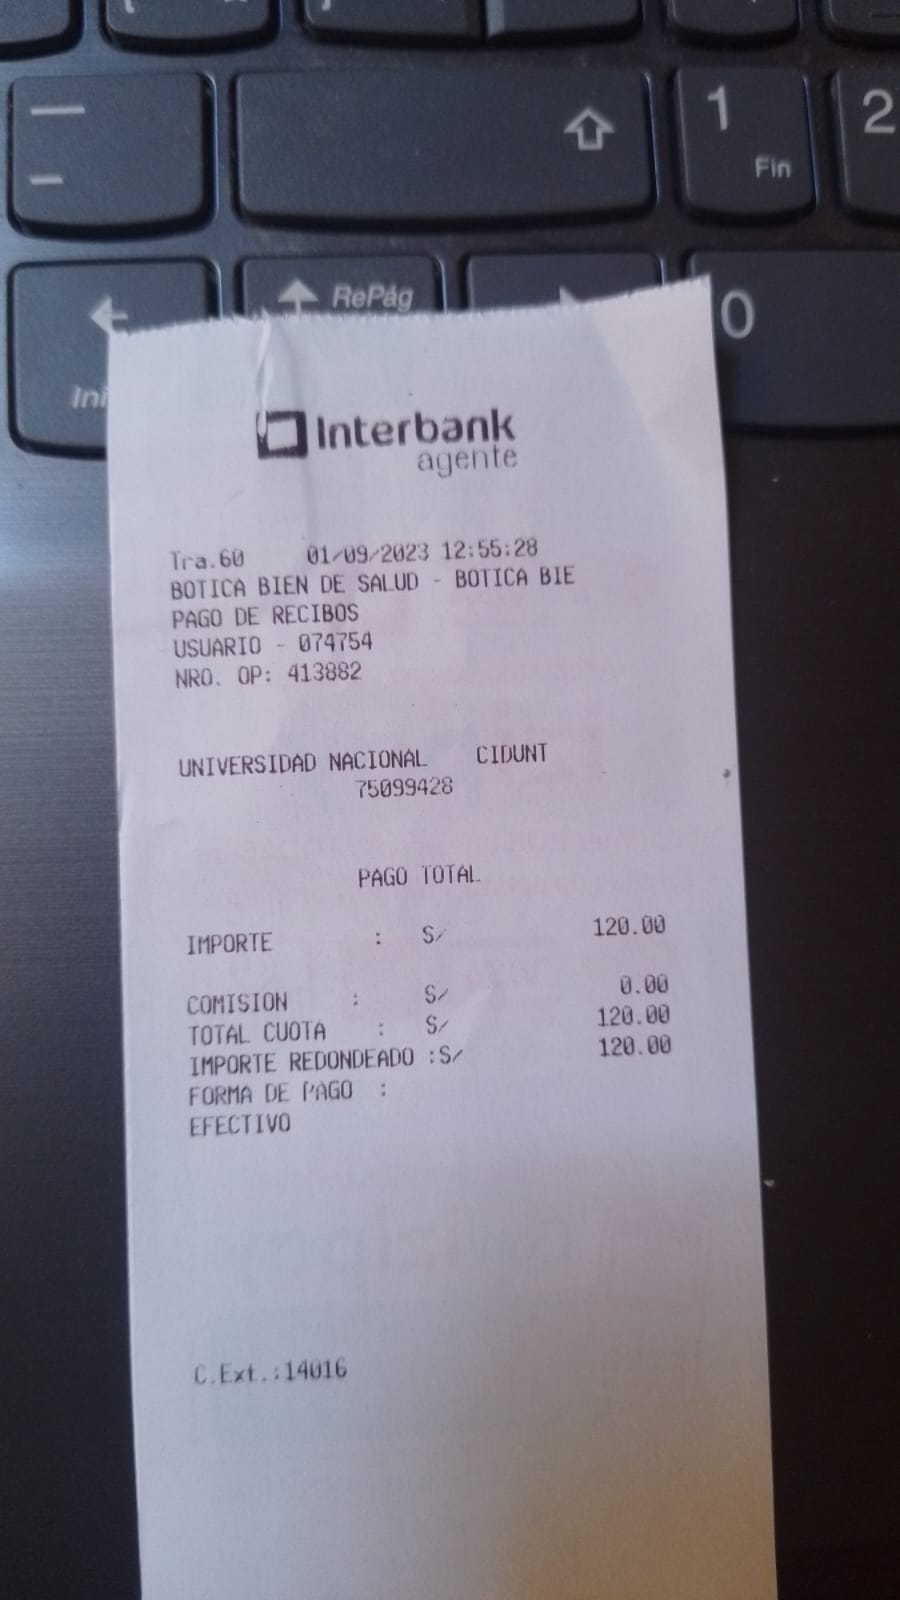 1
2
Fin
RePág
Ini
0
Interbank
agente
Tra.60 01/09/2023 12:55:28
BOTICA BIEN DE SALUD - BOTICA BIE
PAGO DE RECIBOS
USUARIO - 074754
NRO. OP: 413882
UNIVERSIDAD NACIONAL CIDUNT
75099428
PAGO TOTAL
IMPORTE : S/ 120.00
COMISION : S/ 0.00
TOTAL CUOTA : S/ 120.00
IMPORTE REDONDEADO :S/ 120.00
FORMA DE PAGO :
EFECTIVO
C.Ext.:14016